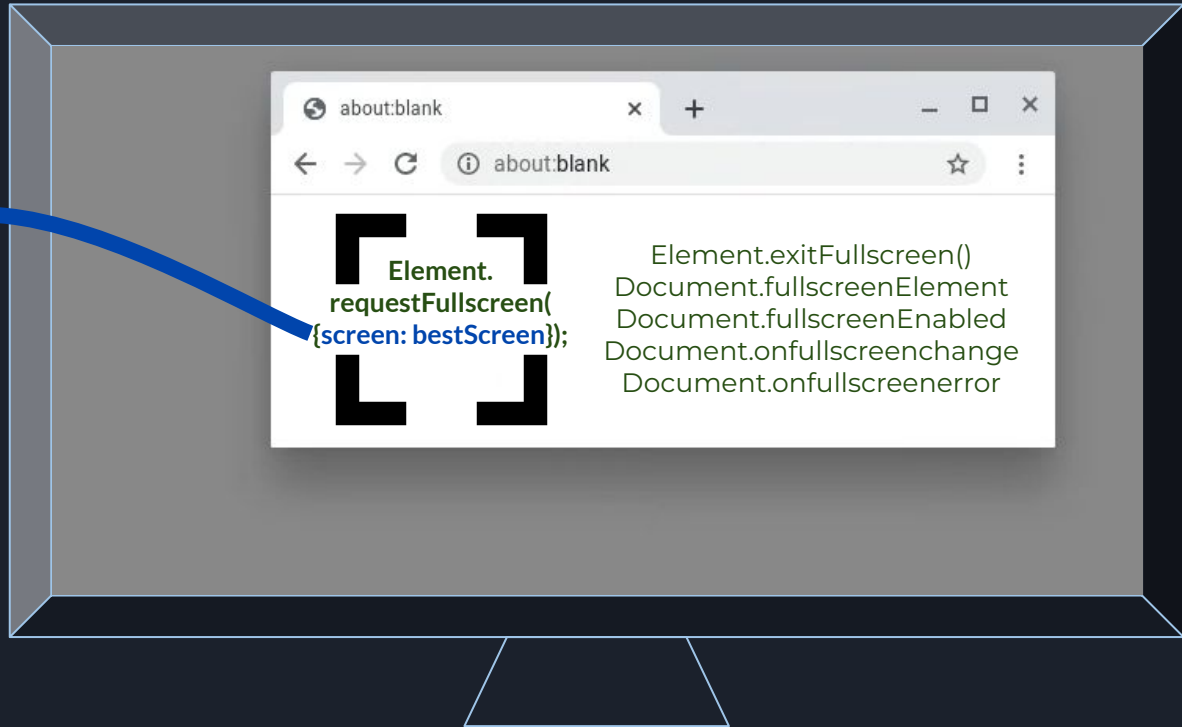 about:blank
about:blank
Element.
requestFullscreen(
{screen: bestScreen});
Element.exitFullscreen()
Document.fullscreenElement
Document.fullscreenEnabled
Document.onfullscreenchange
Document.onfullscreenerror